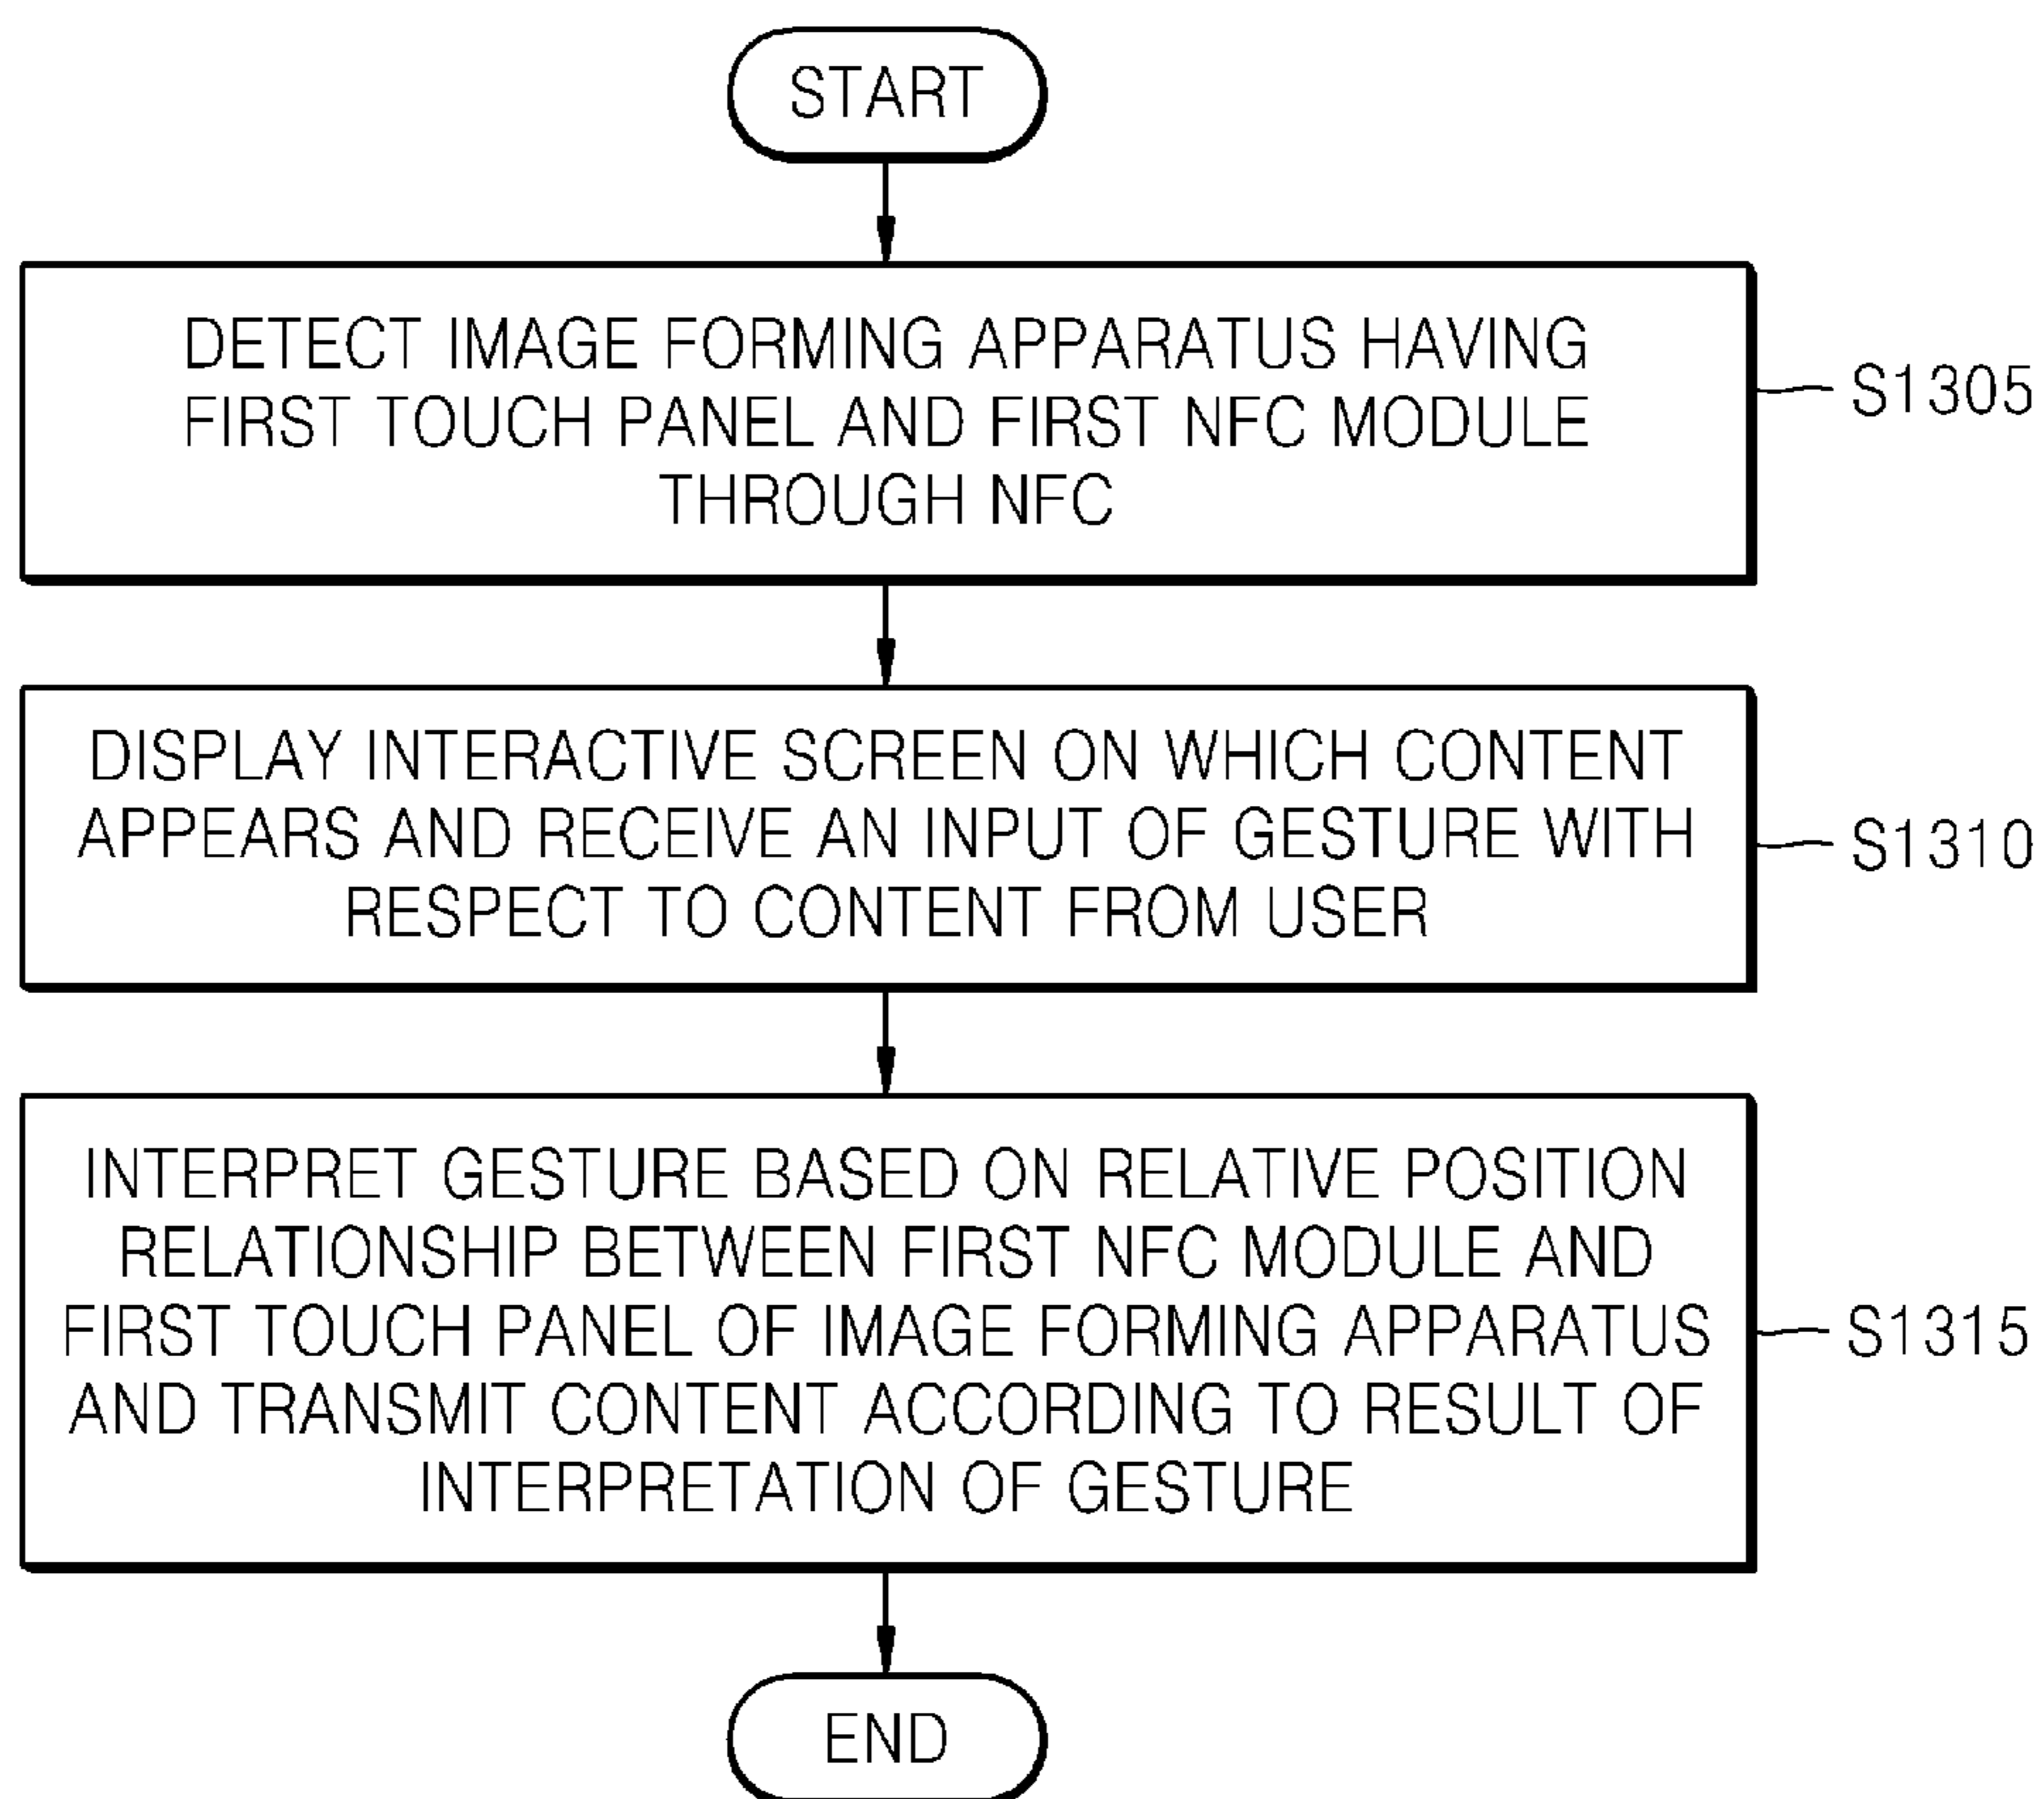 START
DETECT IMAGE FORMING APPARATUS HAVING
FIRST TOUCH PANEL AND FIRST NFC MODULE
THROUGH NFC
S1305
DISPLAY INTERACTIVE SCREEN ON WHICH CONTENT
APPEARS AND RECEIVE AN INPUT OF GESTURE WITH
RESPECT TO CONTENT FROM USER
S1310
INTERPRET GESTURE BASED ON RELATIVE POSITION
RELATIONSHIP BETWEEN FIRST NFC MODULE AND
FIRST TOUCH PANEL OF IMAGE FORMING APPARATUS
AND TRANSMIT CONTENT ACCORDING TO RESULT OF
INTERPRETATION OF GESTURE
S1315
END